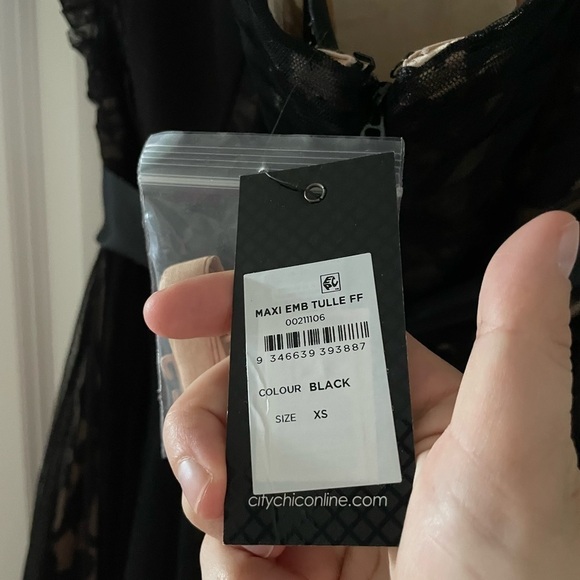 MAXI EMB TULLE FF
00211106
9 346639 393887
COLOUR BLACK
SIZE XS
citychiconline.com